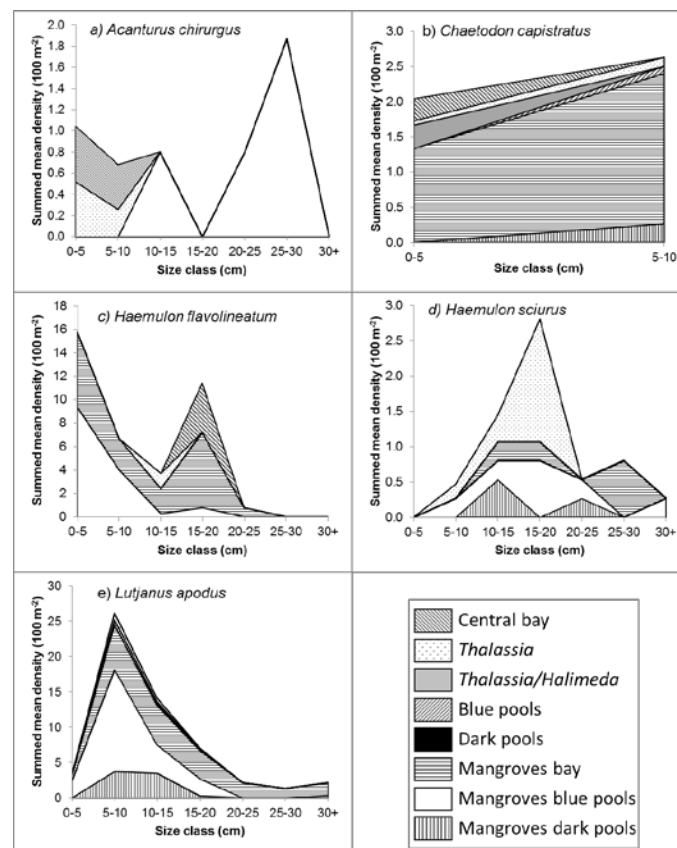 a) Acanturus chirurgus
Summed mean density (100 m-2)
2.0
1.8
1.6
1.4
1.2
1.0
0.8
0.6
0.4
0.2
0.0
0-5 5-10 10-15 15-20 20-25 25-30 30+
Size class (cm)
b) Chaetodon capistratus
Summed mean density (100 m-2)
3.0
2.5
2.0
1.5
1.0
0.5
0.0
0-5 5-10
Size class (cm)
c) Haemulon flavolineatum
Summed mean density (100 m-2)
18
16
14
12
10
8
6
4
2
0
0-5 5-10 10-15 15-20 20-25 25-30 30+
Size class (cm)
d) Haemulon sciurus
Summed mean density (100 m-2)
3.0
2.5
2.0
1.5
1.0
0.5
0.0
0-5 5-10 10-15 15-20 20-25 25-30 30+
Size class (cm)
e) Lutjanus apodus
Summed mean density (100 m-2)
30
25
20
15
10
5
0
0-5 5-10 10-15 15-20 20-25 25-30 30+
Size class (cm)
Central bay
Thalassia
Thalassia/Halimeda
Blue pools
Dark pools
Mangroves bay
Mangroves blue pools
Mangroves dark pools